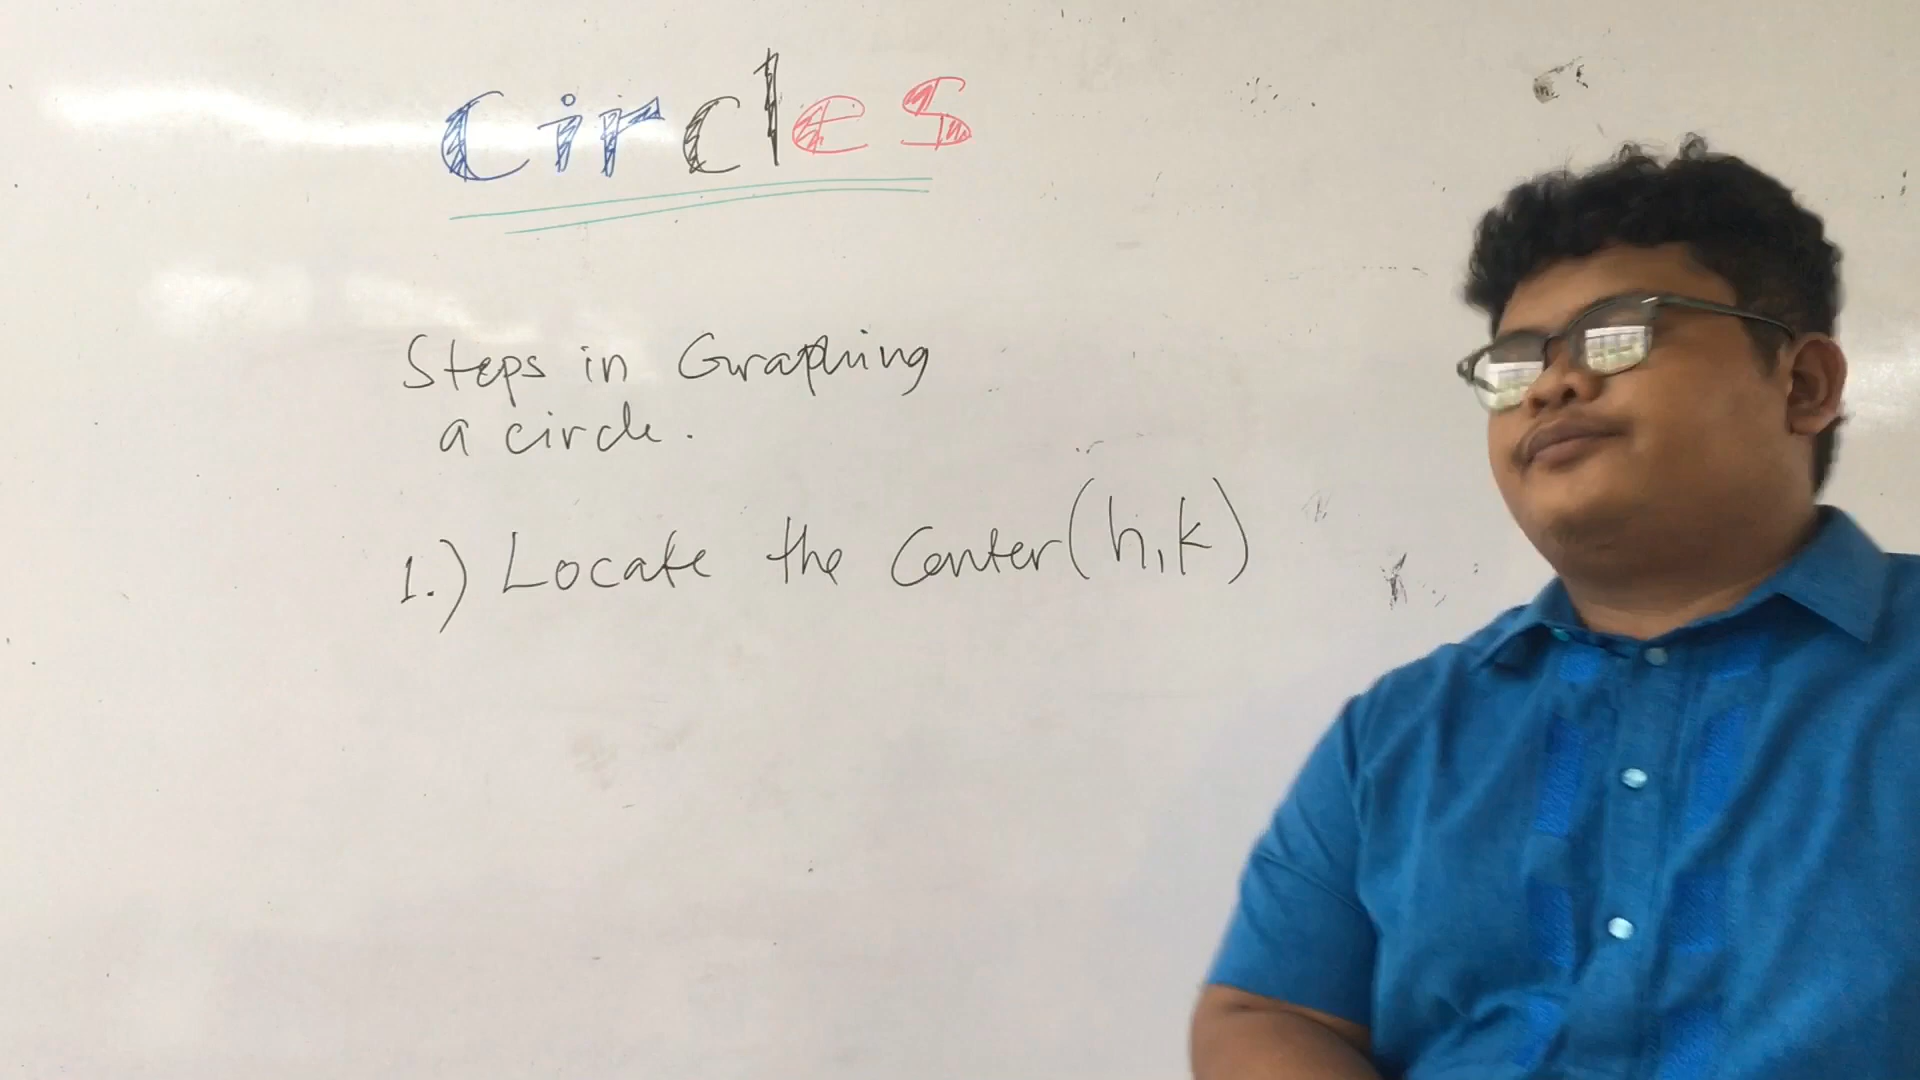 Circles
Steps in Graphing
a circle.
1.) Locate the Center (h,k)